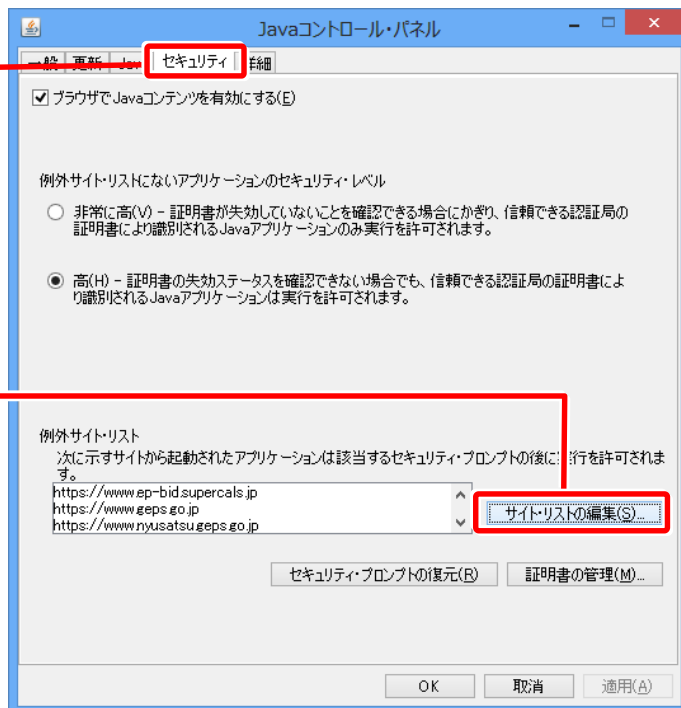 Javaコントロール・パネル
一般 更新 Java セキュリティ 詳細
ブラウザでJavaコンテンツを有効にする(E)
例外サイト・リストにないアプリケーションのセキュリティ・レベル
非常に高(V) - 証明書が失効していないことを確認できる場合にかぎり、信頼できる認証局の
証明書により識別されるJavaアプリケーションのみ実行を許可されます。
高(H) - 証明書の失効ステータスを確認できない場合でも、信頼できる認証局の証明書によ
り識別されるJavaアプリケーションは実行を許可されます。
例外サイト・リスト
次に示すサイトから起動されたアプリケーションは該当するセキュリティ・プロンプトの後に実行を許可されま
す。
https://www.ep-bid.supercals.jp
https://www.geps.go.jp
https://www.nyusatsu.geps.go.jp
サイト・リストの編集(S)...
セキュリティ・プロンプトの復元(R) 証明書の管理(M)...
OK 取消 適用(A)